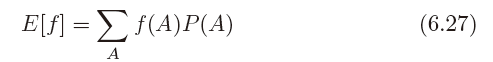 E[f] = ∑_A f(A)P(A) (6.27)